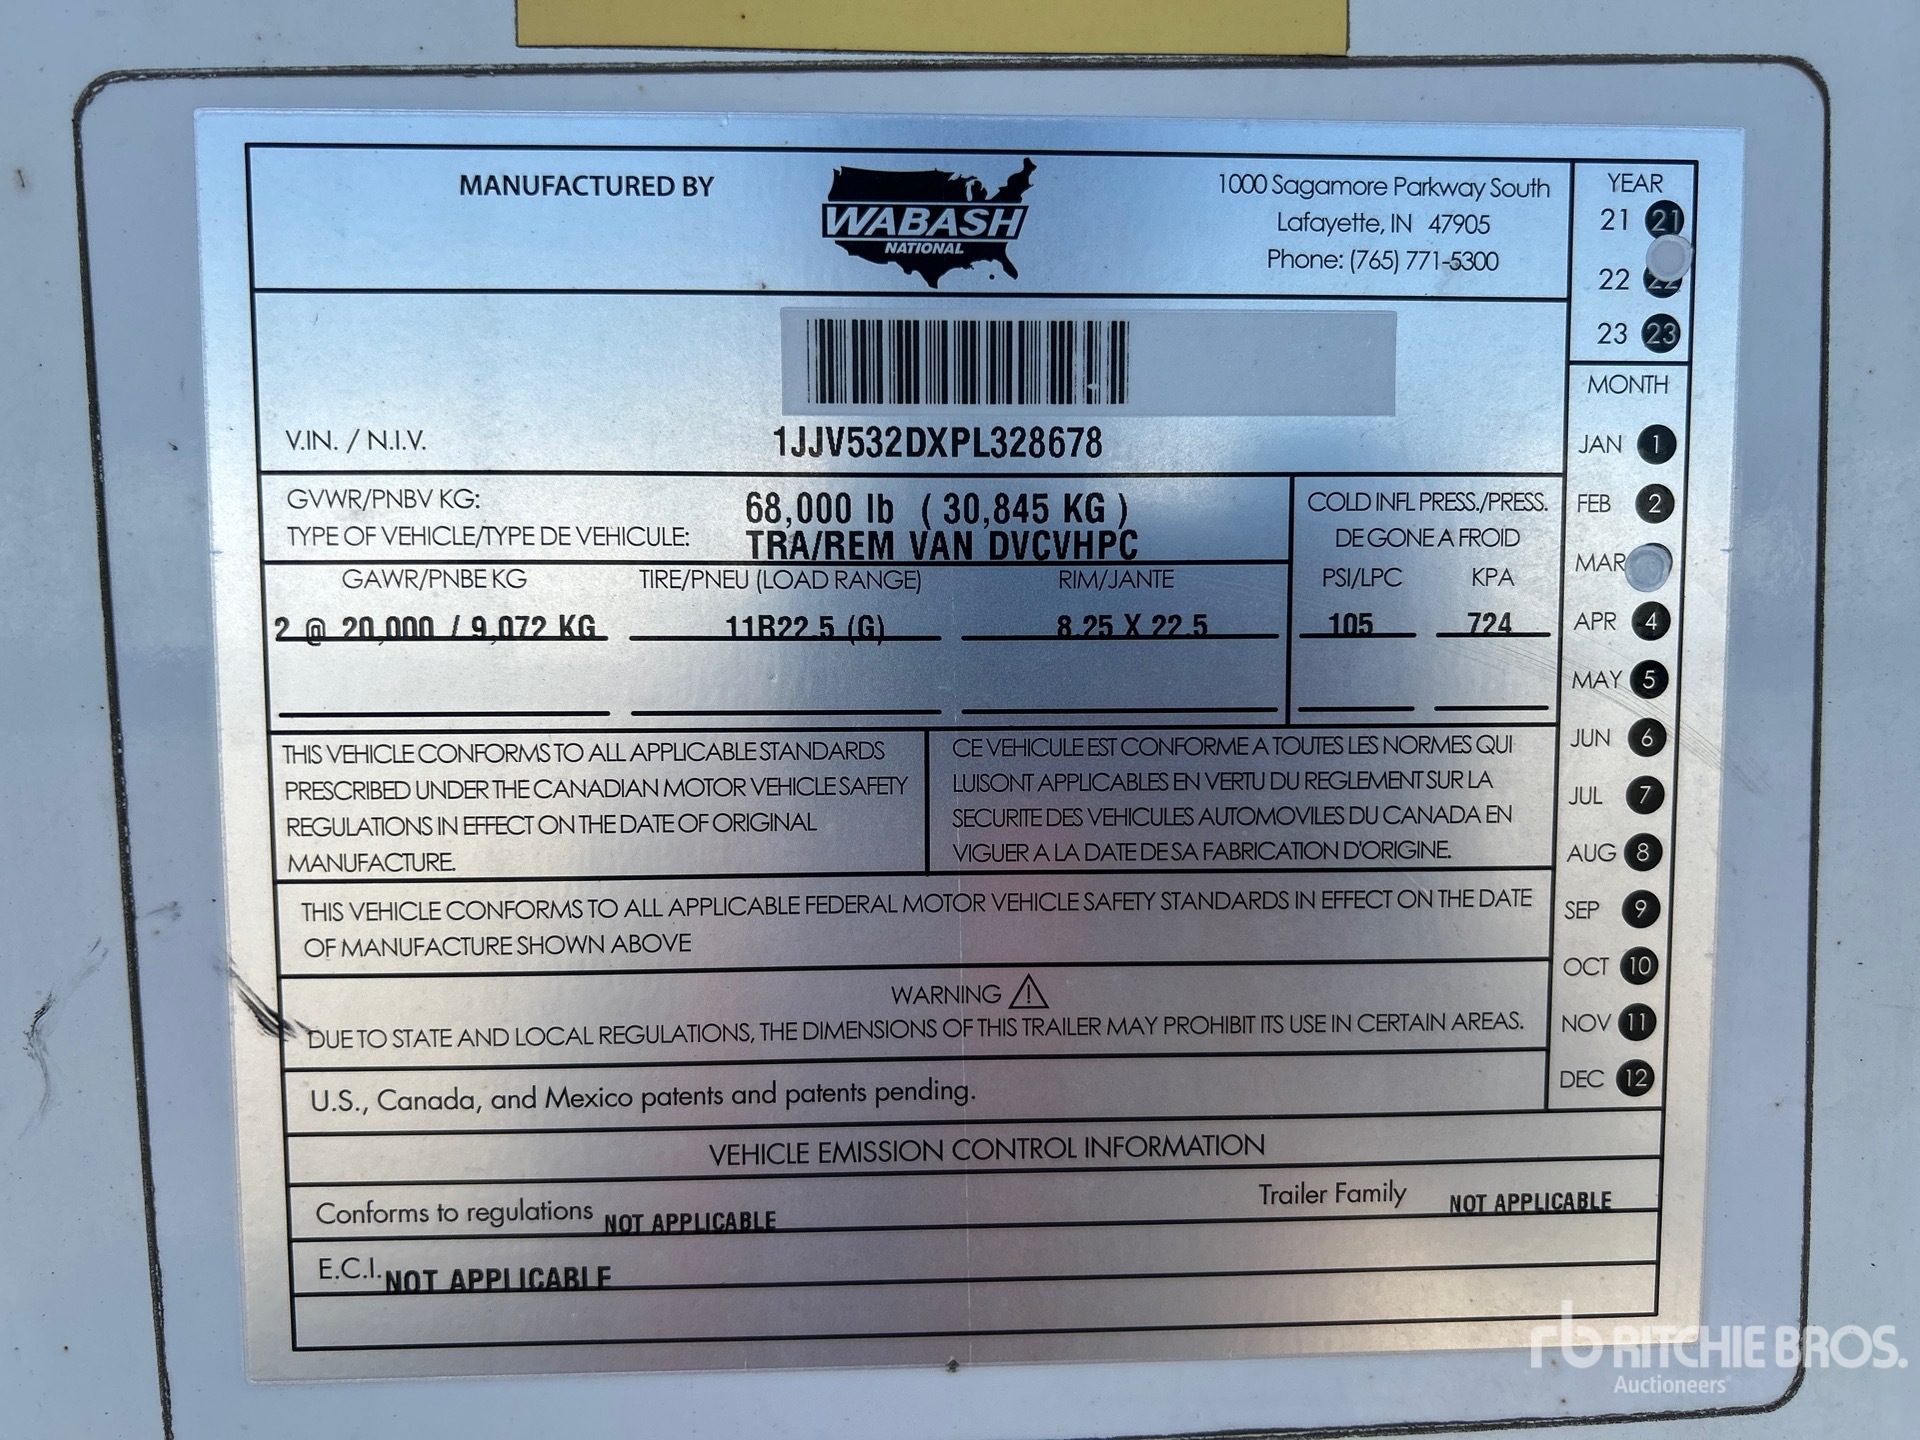 MANUFACTURED BY
WABASH
NATIONAL
1000 Sagamore Parkway South
Lafayette, IN 47905
Phone: (765) 771-5300
V.IN. / N.I.V.
1JJV532DXPL328678
GVWR/PNBV KG: 68,000 lb ( 30,845 KG )
TYPE OF VEHICLE/TYPE DE VEHICULE: TRA/REM VAN DVCVHPC
COLD INFL PRESS./PRESS.
DE GONE A FROID
GAWR/PNBE KG TIRE/PNEU (LOAD RANGE) RIM/JANTE PSI/LPC KPA
2 @ 20,000 / 9,072 KG 11R22.5 (G) 8.25 X 22.5 105 724
THIS VEHICLE CONFORMS TO ALL APPLICABLE STANDARDS
PRESCRIBED UNDER THE CANADIAN MOTOR VEHICLE SAFETY
REGULATIONS IN EFFECT ON THE DATE OF ORIGINAL
MANUFACTURE.
CE VEHICULE EST CONFORME A TOUTES LES NORMES QUI
LUISONT APPLICABLES EN VERTU DU REGLEMENT SUR LA
SECURITE DES VEHICULES AUTOMOVILES DU CANADA EN
VIGUER A LA DATE DE SA FABRICATION D'ORIGINE.
THIS VEHICLE CONFORMS TO ALL APPLICABLE FEDERAL MOTOR VEHICLE SAFETY STANDARDS IN EFFECT ON THE DATE
OF MANUFACTURE SHOWN ABOVE
WARNING
DUE TO STATE AND LOCAL REGULATIONS, THE DIMENSIONS OF THIS TRAILER MAY PROHIBIT ITS USE IN CERTAIN AREAS.
U.S., Canada, and Mexico patents and patents pending.
YEAR
21 21
22 22
23 23
MONTH
JAN 1
FEB 2
MAR
APR 4
MAY 5
JUN 6
JUL 7
AUG 8
SEP 9
OCT 10
NOV 11
DEC 12
VEHICLE EMISSION CONTROL INFORMATION
Conforms to regulations NOT APPLICABLE Trailer Family NOT APPLICABLE
E.C.I. NOT APPLICABLE
rb RITCHIE BROS.
Auctioneers